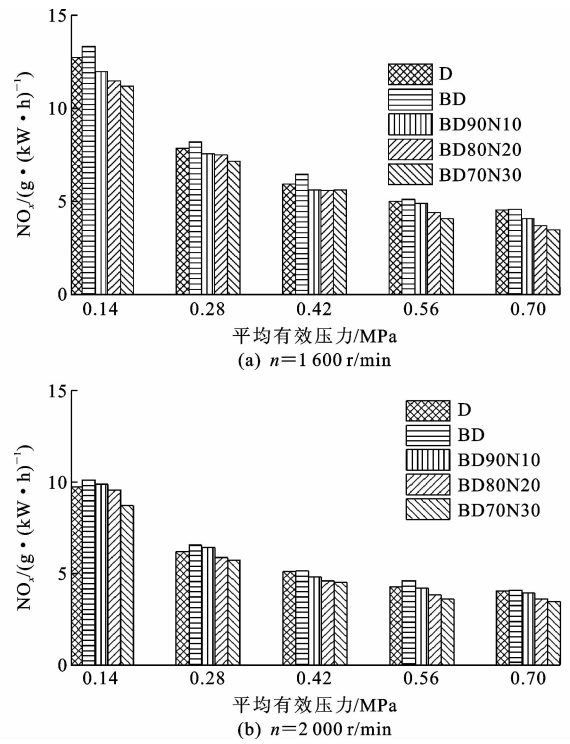 15
10
5
0
NOₓ/(g·(kW·h)⁻¹)
D
BD
BD90N10
BD80N20
BD70N30
0.14 0.28 0.42 0.56 0.70
平均有效压力/MPa
(a) n=1 600 r/min
15
10
5
0
NOₓ/(g·(kW·h)⁻¹)
D
BD
BD90N10
BD80N20
BD70N30
0.14 0.28 0.42 0.56 0.70
平均有效压力/MPa
(b) n=2 000 r/min